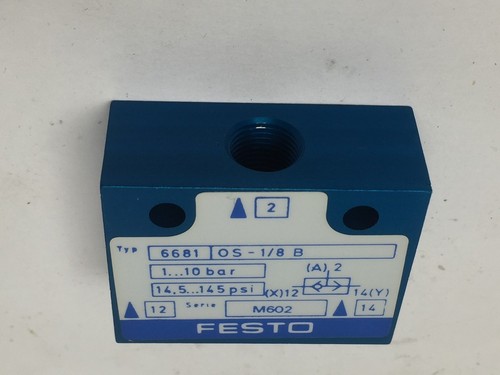 2
Typ 6681 OS-1/8 B
1...10 bar (A) 2
14,5...145 psi (X)12 14(Y)
12 Serie M602 14
FESTO